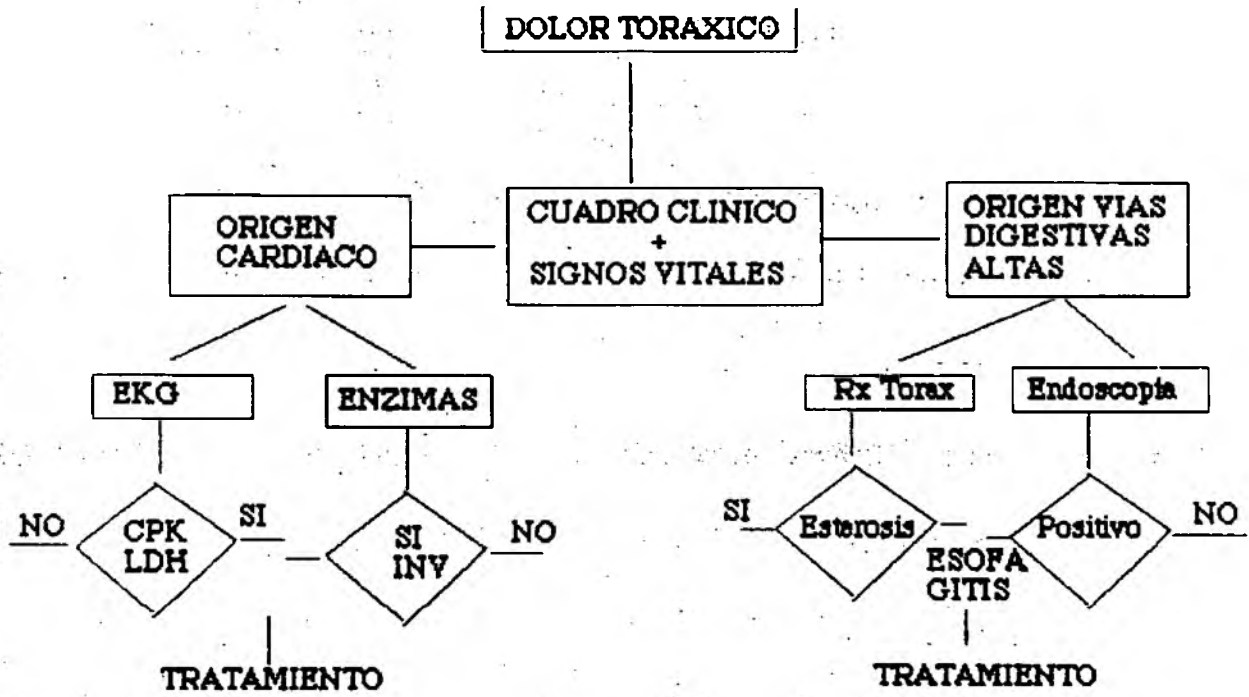 DOLOR TORAXICO
ORIGEN
CARDIACO
CUADRO CLINICO
+
SIGNOS VITALES
ORIGEN VIAS
DIGESTIVAS
ALTAS
EKG
ENZIMAS
Rx Torax
Endoscopia
NO
CPK
LDH
SI
SI
INV
NO
SI
Esterosis
ESOFA
GITIS
Positivo
NO
TRATAMIENTO
TRATAMIENTO